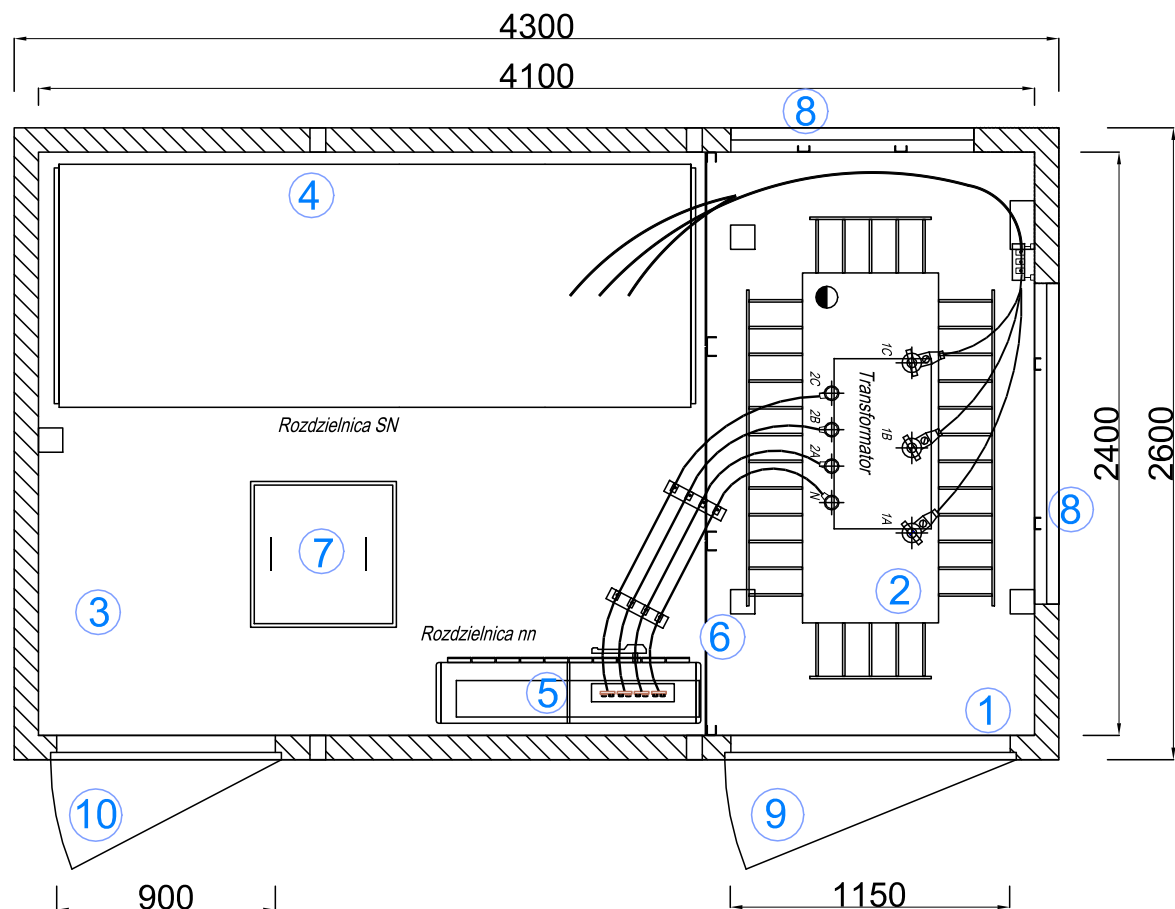 4300
4100
8
4
1C
2C
Transformator
2B
1B
2A
N
1A
Rozdzielnica SN
2400
2600
8
7
2
3
Rozdzielnica nn
6
5
1
10
9
900
1150